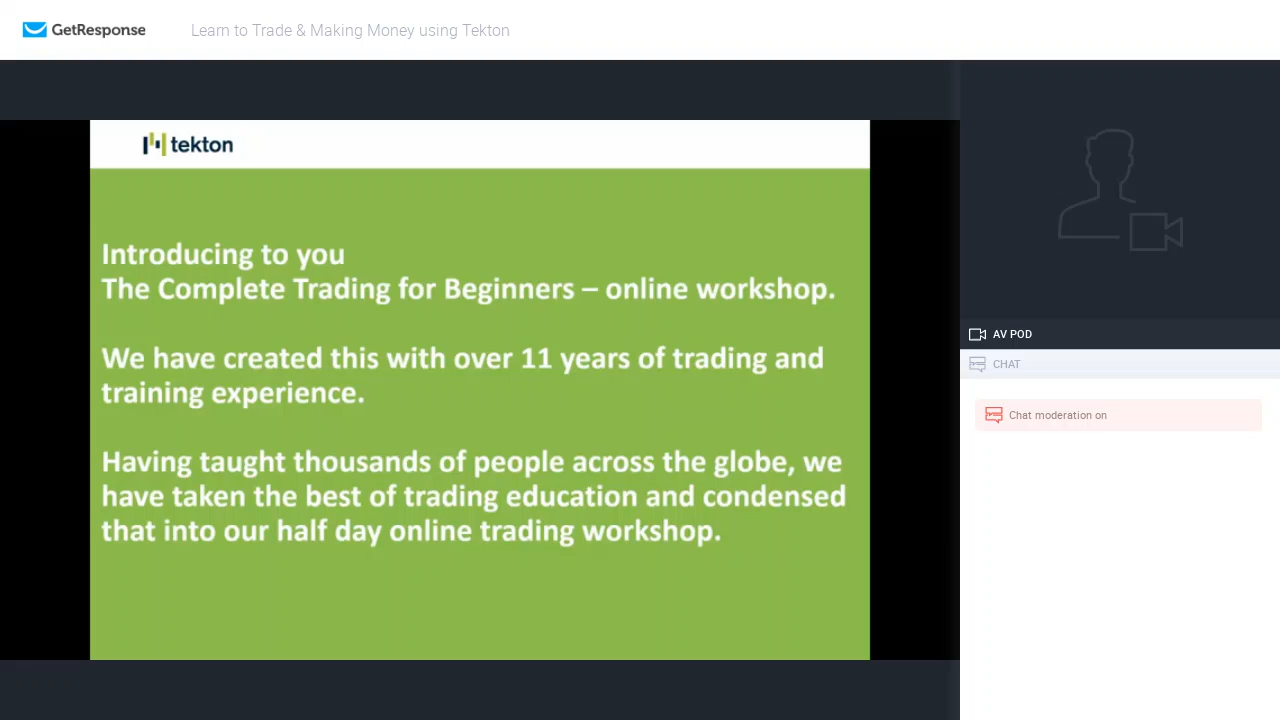 GetResponse
Learn to Trade & Making Money using Tekton
tekton
Introducing to you
The Complete Trading for Beginners – online workshop.
We have created this with over 11 years of trading and
training experience.
Having taught thousands of people across the globe, we
have taken the best of trading education and condensed
that into our half day online trading workshop.
AV POD
CHAT
Chat moderation on